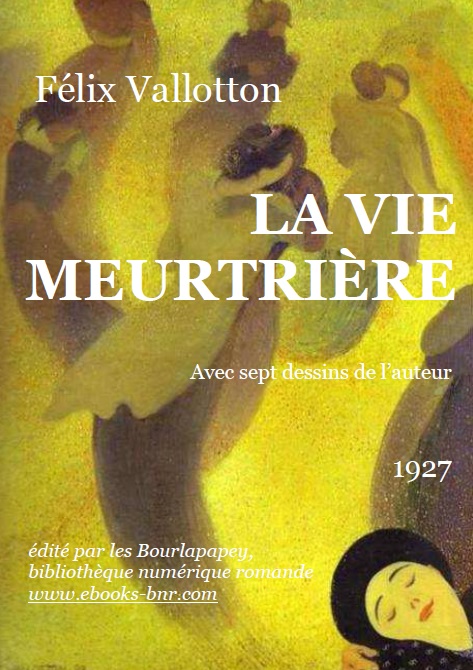 Félix Vallotton
LA VIE
MEURTRIÈRE
Avec sept dessins de l'auteur
1927
édité par les Bourlapapey,
bibliothèque numérique romande
www.ebooks-bnr.com